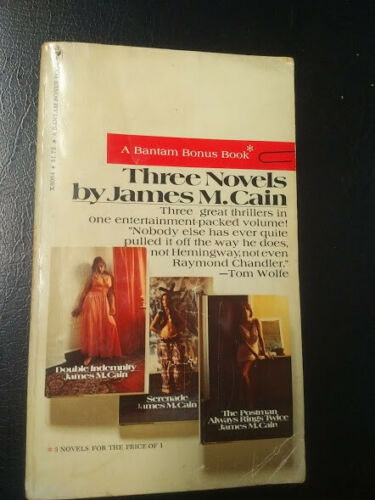 A Bantam Bonus Book*
Three Novels
by James M. Cain
Three great thrillers in
one entertainment-packed volume!
"Nobody else has ever quite
pulled it off the way he does,
not Hemingway, not even
Raymond Chandler."
—Tom Wolfe
Double Indemnity
James M. Cain
Serenade
James M. Cain
The Postman
Always Rings Twice
James M. Cain
*3 NOVELS FOR THE PRICE OF 1